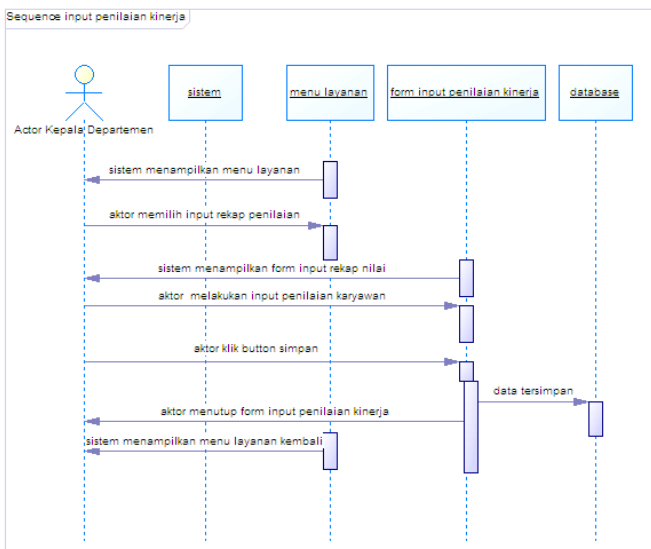 Sequence input penilaian kinerja
sistem
menu layanan
form input penilaian kinerja
database
Actor Kepala Departemen
sistem menampilkan menu layanan
aktor memilih input rekap penilaian
sistem menampilkan form input rekap nilai
aktor melakukan input penilaian karyawan
aktor klik button simpan
data tersimpan
aktor menutup form input penilaian kinerja
sistem menampilkan menu layanan kembali